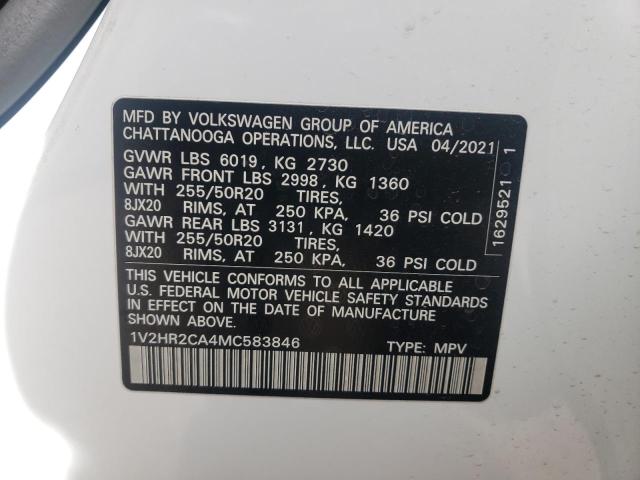 MFD BY VOLKSWAGEN GROUP OF AMERICA
CHATTANOOGA OPERATIONS, LLC. USA 04/2021
GVWR LBS 6019, KG 2730
GAWR FRONT LBS 2998, KG 1360
WITH 255/50R20 TIRES,
8JX20 RIMS, AT 250 KPA, 36 PSI COLD
GAWR REAR LBS 3131, KG 1420
WITH 255/50R20 TIRES,
8JX20 RIMS, AT 250 KPA, 36 PSI COLD
THIS VEHICLE CONFORMS TO ALL APPLICABLE
U.S. FEDERAL MOTOR VEHICLE SAFETY STANDARDS
IN EFFECT ON THE DATE OF MANUFACTURE
SHOWN ABOVE.
1V2HR2CA4MC583846 TYPE: MPV
1629521 1